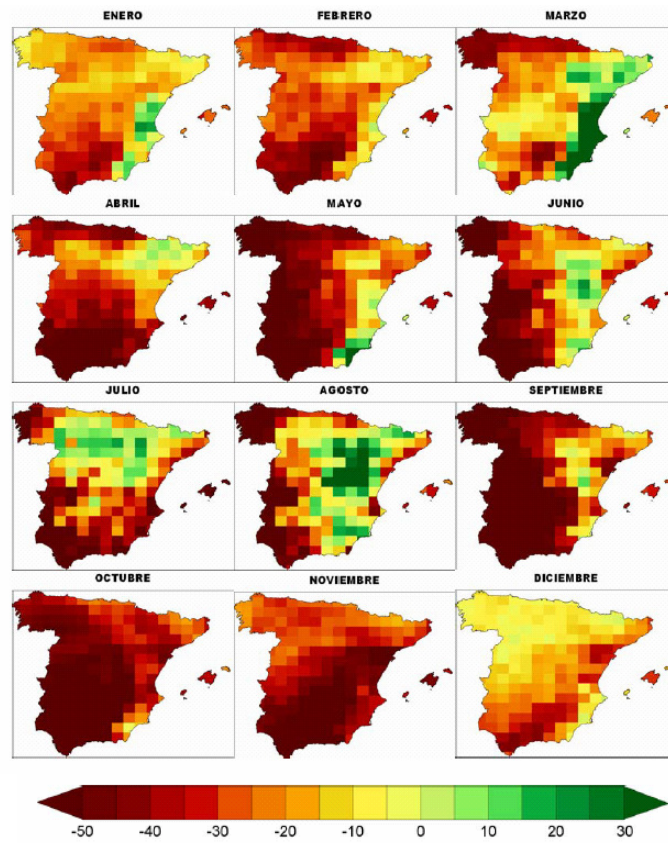 ENERO FEBRERO MARZO
ABRIL MAYO JUNIO
JULIO AGOSTO SEPTIEMBRE
OCTUBRE NOVIEMBRE DICIEMBRE
-50 -40 -30 -20 -10 0 10 20 30